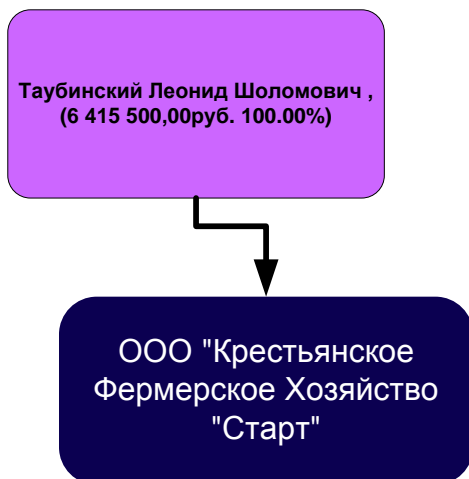 Таубинский Леонид Шоломович ,
(6 415 500,00руб. 100.00%)
ООО "Крестьянское
Фермерское Хозяйство
"Старт"